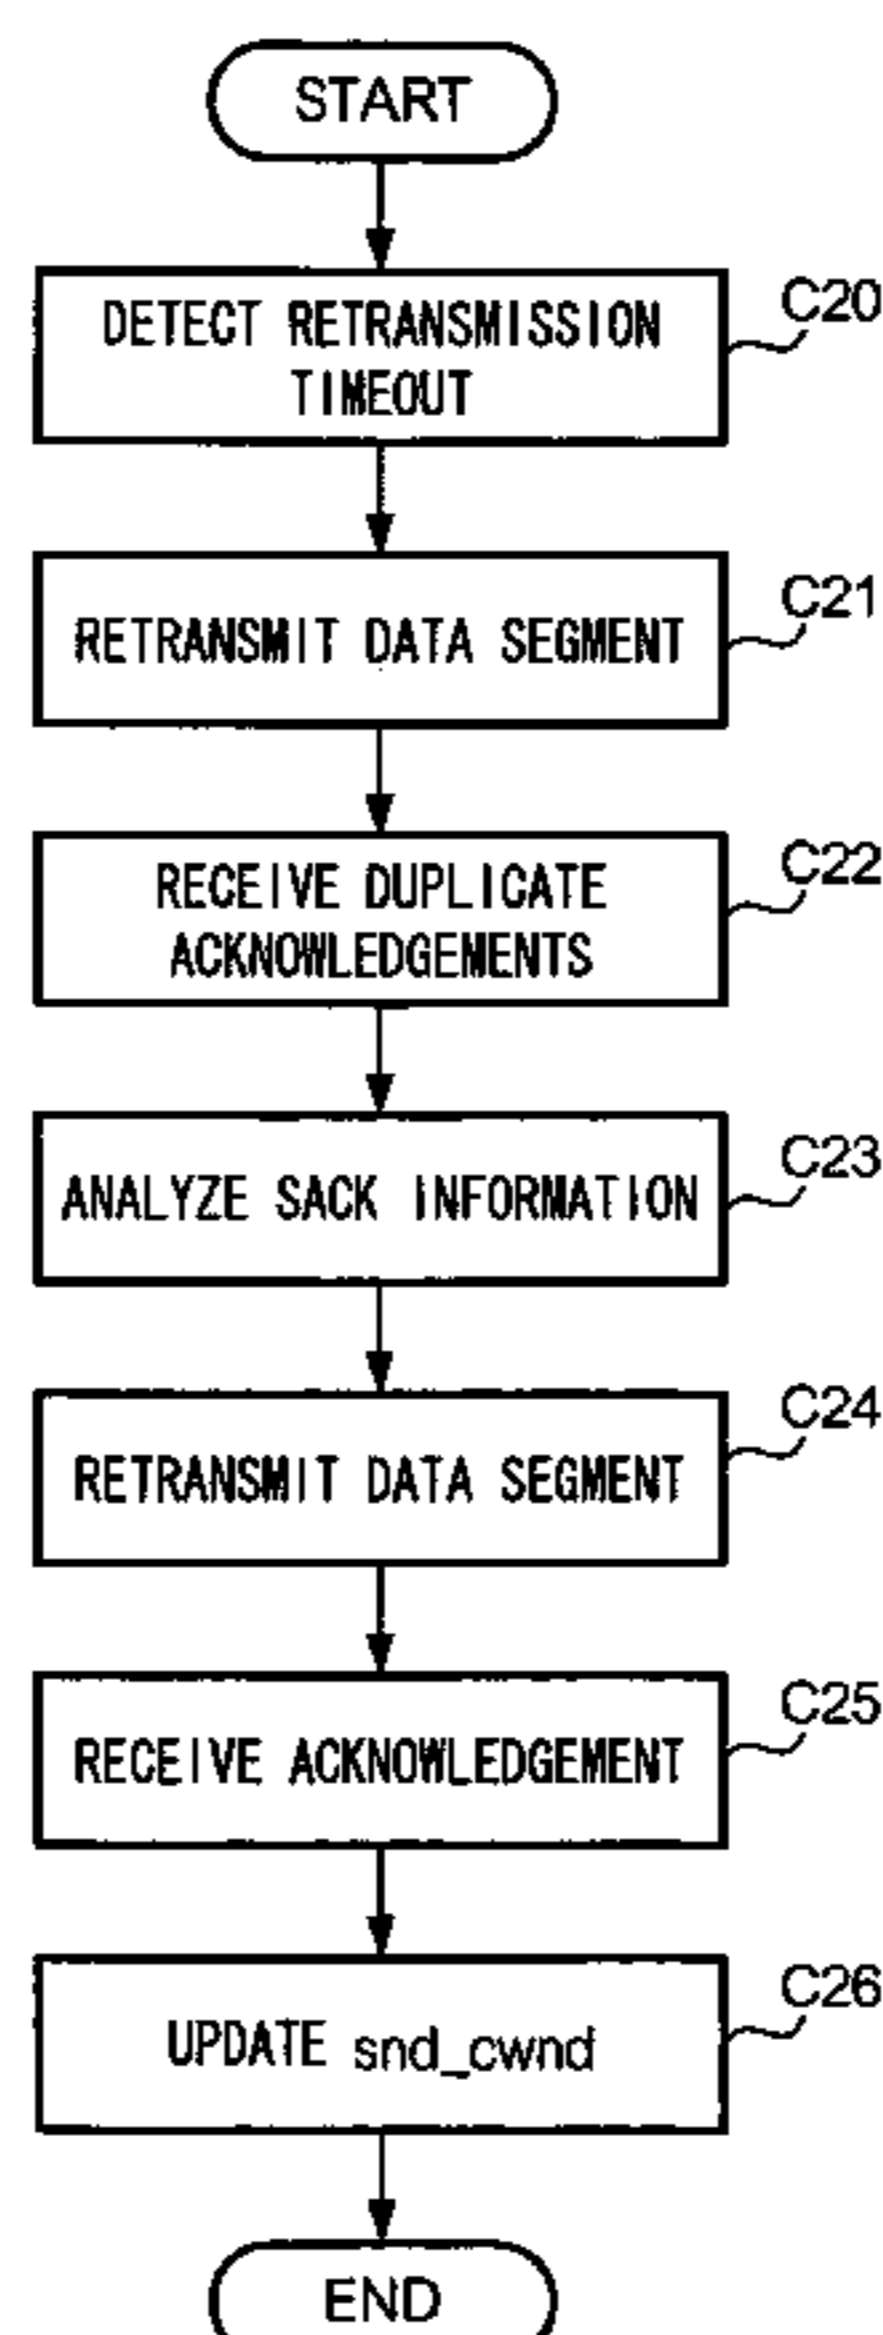 START
DETECT RETRANSMISSION
TIMEOUT
C20
RETRANSMIT DATA SEGMENT
C21
RECEIVE DUPLICATE
ACKNOWLEDGEMENTS
C22
ANALYZE SACK INFORMATION
C23
RETRANSMIT DATA SEGMENT
C24
RECEIVE ACKNOWLEDGEMENT
C25
UPDATE snd_cwnd
C26
END